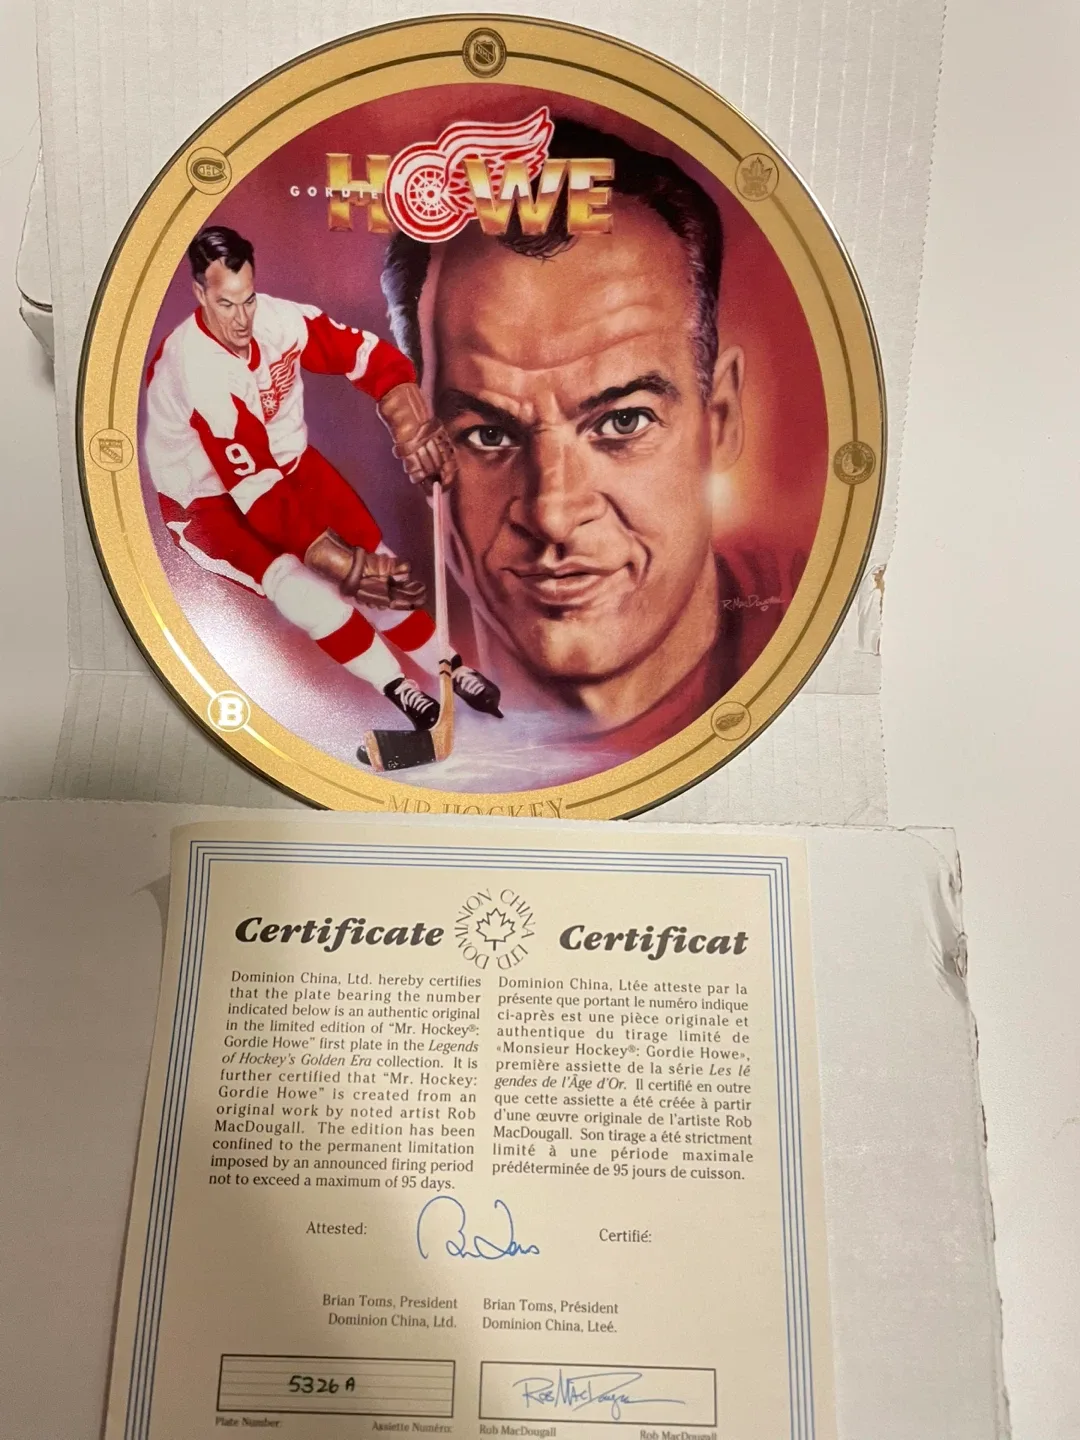 GORDIE HOWE
9
9
R. MacDougall
B
MR. HOCKEY
Certificate
DOMINION CHINA LTD.
Certificat
Dominion China, Ltd. hereby certifies
that the plate bearing the number
indicated below is an authentic original
in the limited edition of "Mr. Hockey®:
Gordie Howe" first plate in the Legends
of Hockey's Golden Era collection. It is
further certified that "Mr. Hockey:
Gordie Howe" is created from an
original work by noted artist Rob
MacDougall. The edition has been
confined to the permanent limitation
imposed by an announced firing period
not to exceed a maximum of 95 days.
Dominion China, Ltée atteste par la
présente que portant le numéro indique
ci-après est une pièce originale et
authentique du tirage limité de
«Monsieur Hockey®: Gordie Howe»,
première assiette de la série Les lé
gendes de l'Âge d'Or. Il certifié en outre
que cette assiette a été créée à partir
d'une œuvre originale de l'artiste Rob
MacDougall. Son tirage a été strictment
limité à une période maximale
prédéterminée de 95 jours de cuisson.
Attested:
Certifié:
Brian Toms, President
Dominion China, Ltd.
Brian Toms, Président
Dominion China, Lteé.
5326 A
Rob MacDougall
Plate Number:
Assiette Numéro:
Rob MacDougall
Rob MacDougall